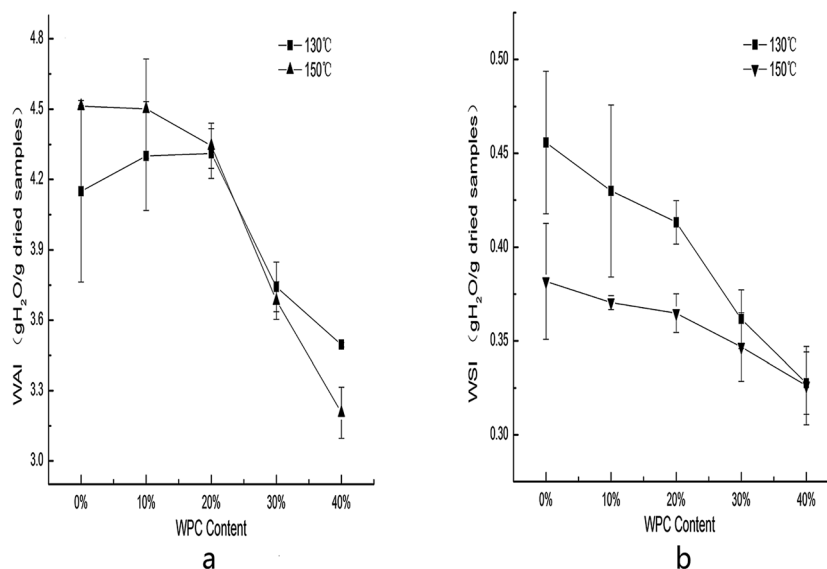 4.8
4.5
4.2
3.9
3.6
3.3
3.0
WAI （gH₂O/g dried samples）
130℃
150℃
0% 10% 20% 30% 40%
WPC Content
a
0.50
0.45
0.40
0.35
0.30
WSI （gH₂O/g dried samples）
130℃
150℃
0% 10% 20% 30% 40%
WPC Content
b